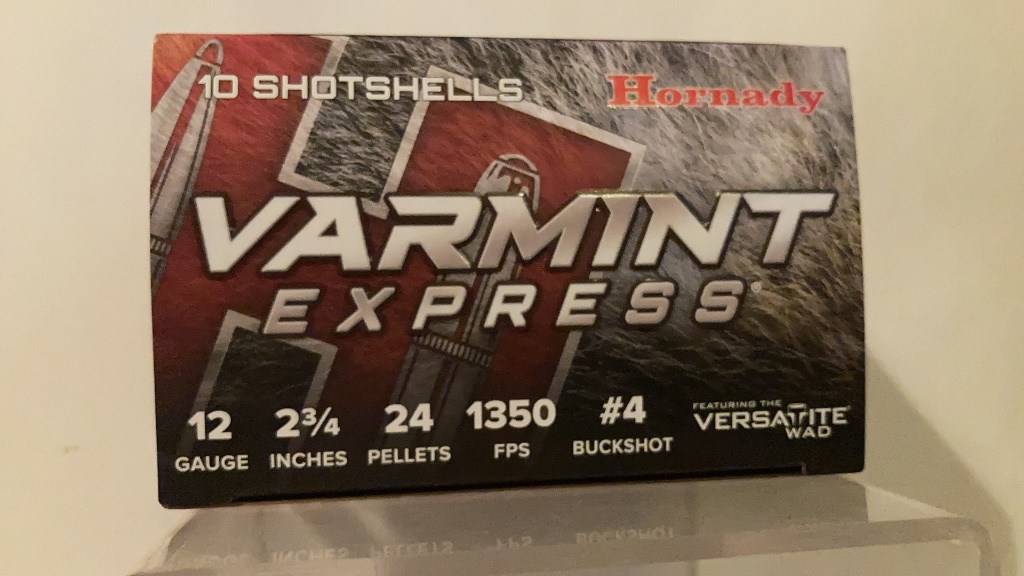 10 SHOTSHELLS
Hornady
VARMINT
EXPRESS®
12 GAUGE
2¾ INCHES
24 PELLETS
1350 FPS
#4 BUCKSHOT
FEATURING THE
VERSATITE®
WAD